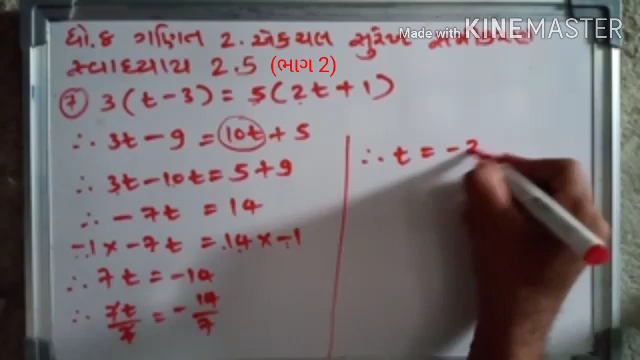 Made with KINEMASTER
ધો.8 ગણિત 2. એકચલ સુરેખ
સ્વાધ્યાય 2.5 (ભાગ 2)
⑦ 3(t-3) = 5(2t+1)
∴ 3t-9 = 10t+5
∴ 3t-10t = 5+9
∴ -7t = 14
-1 × -7t = 14 × -1
∴ 7t = -14
∴ 7t/7 = -14/7
∴ t = -2